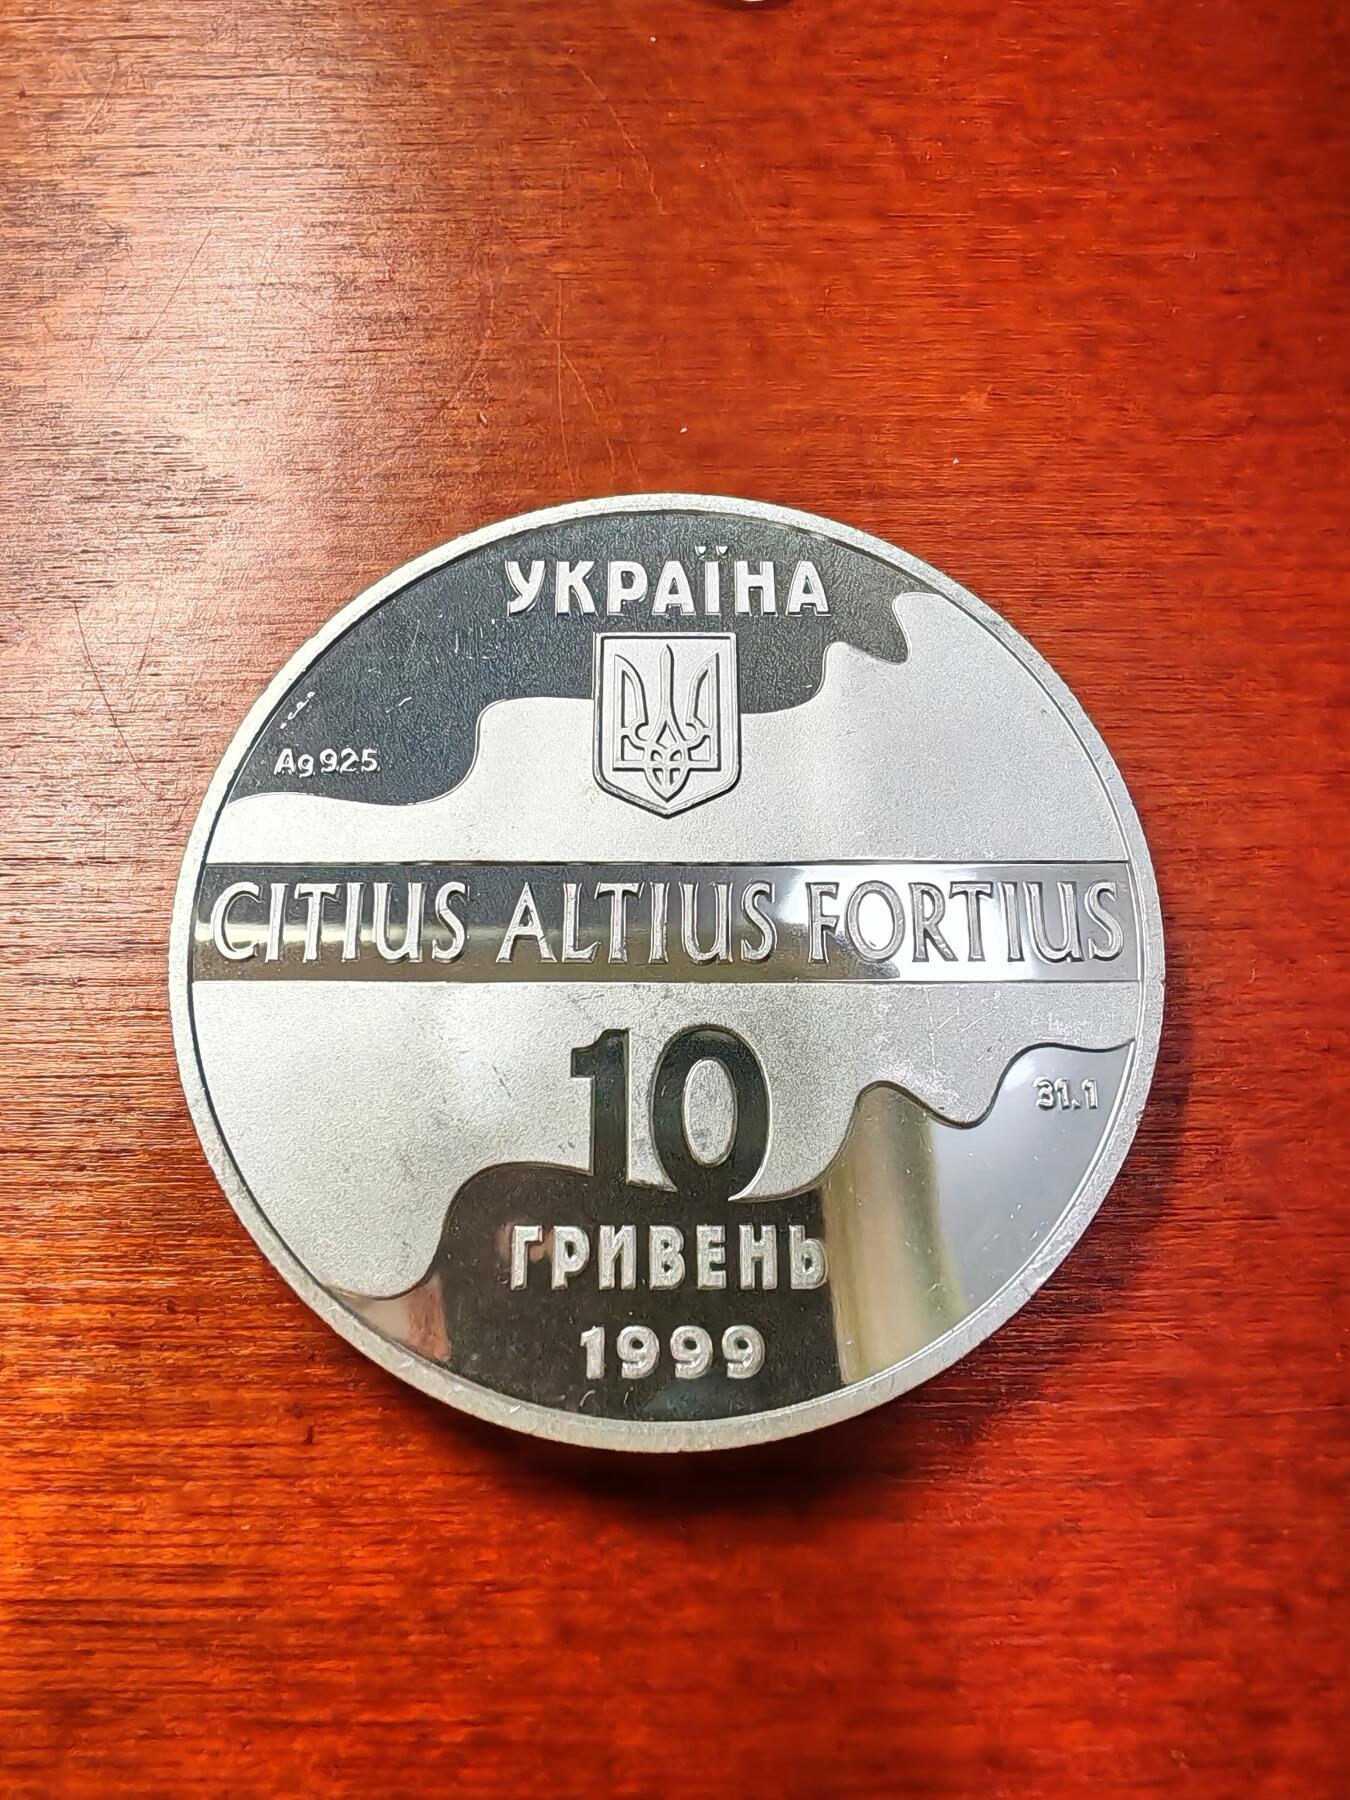 УКРАЇНА
Ag 925
CITIUS ALTIUS FORTIUS
10
31.1
ГРИВЕНЬ
1999